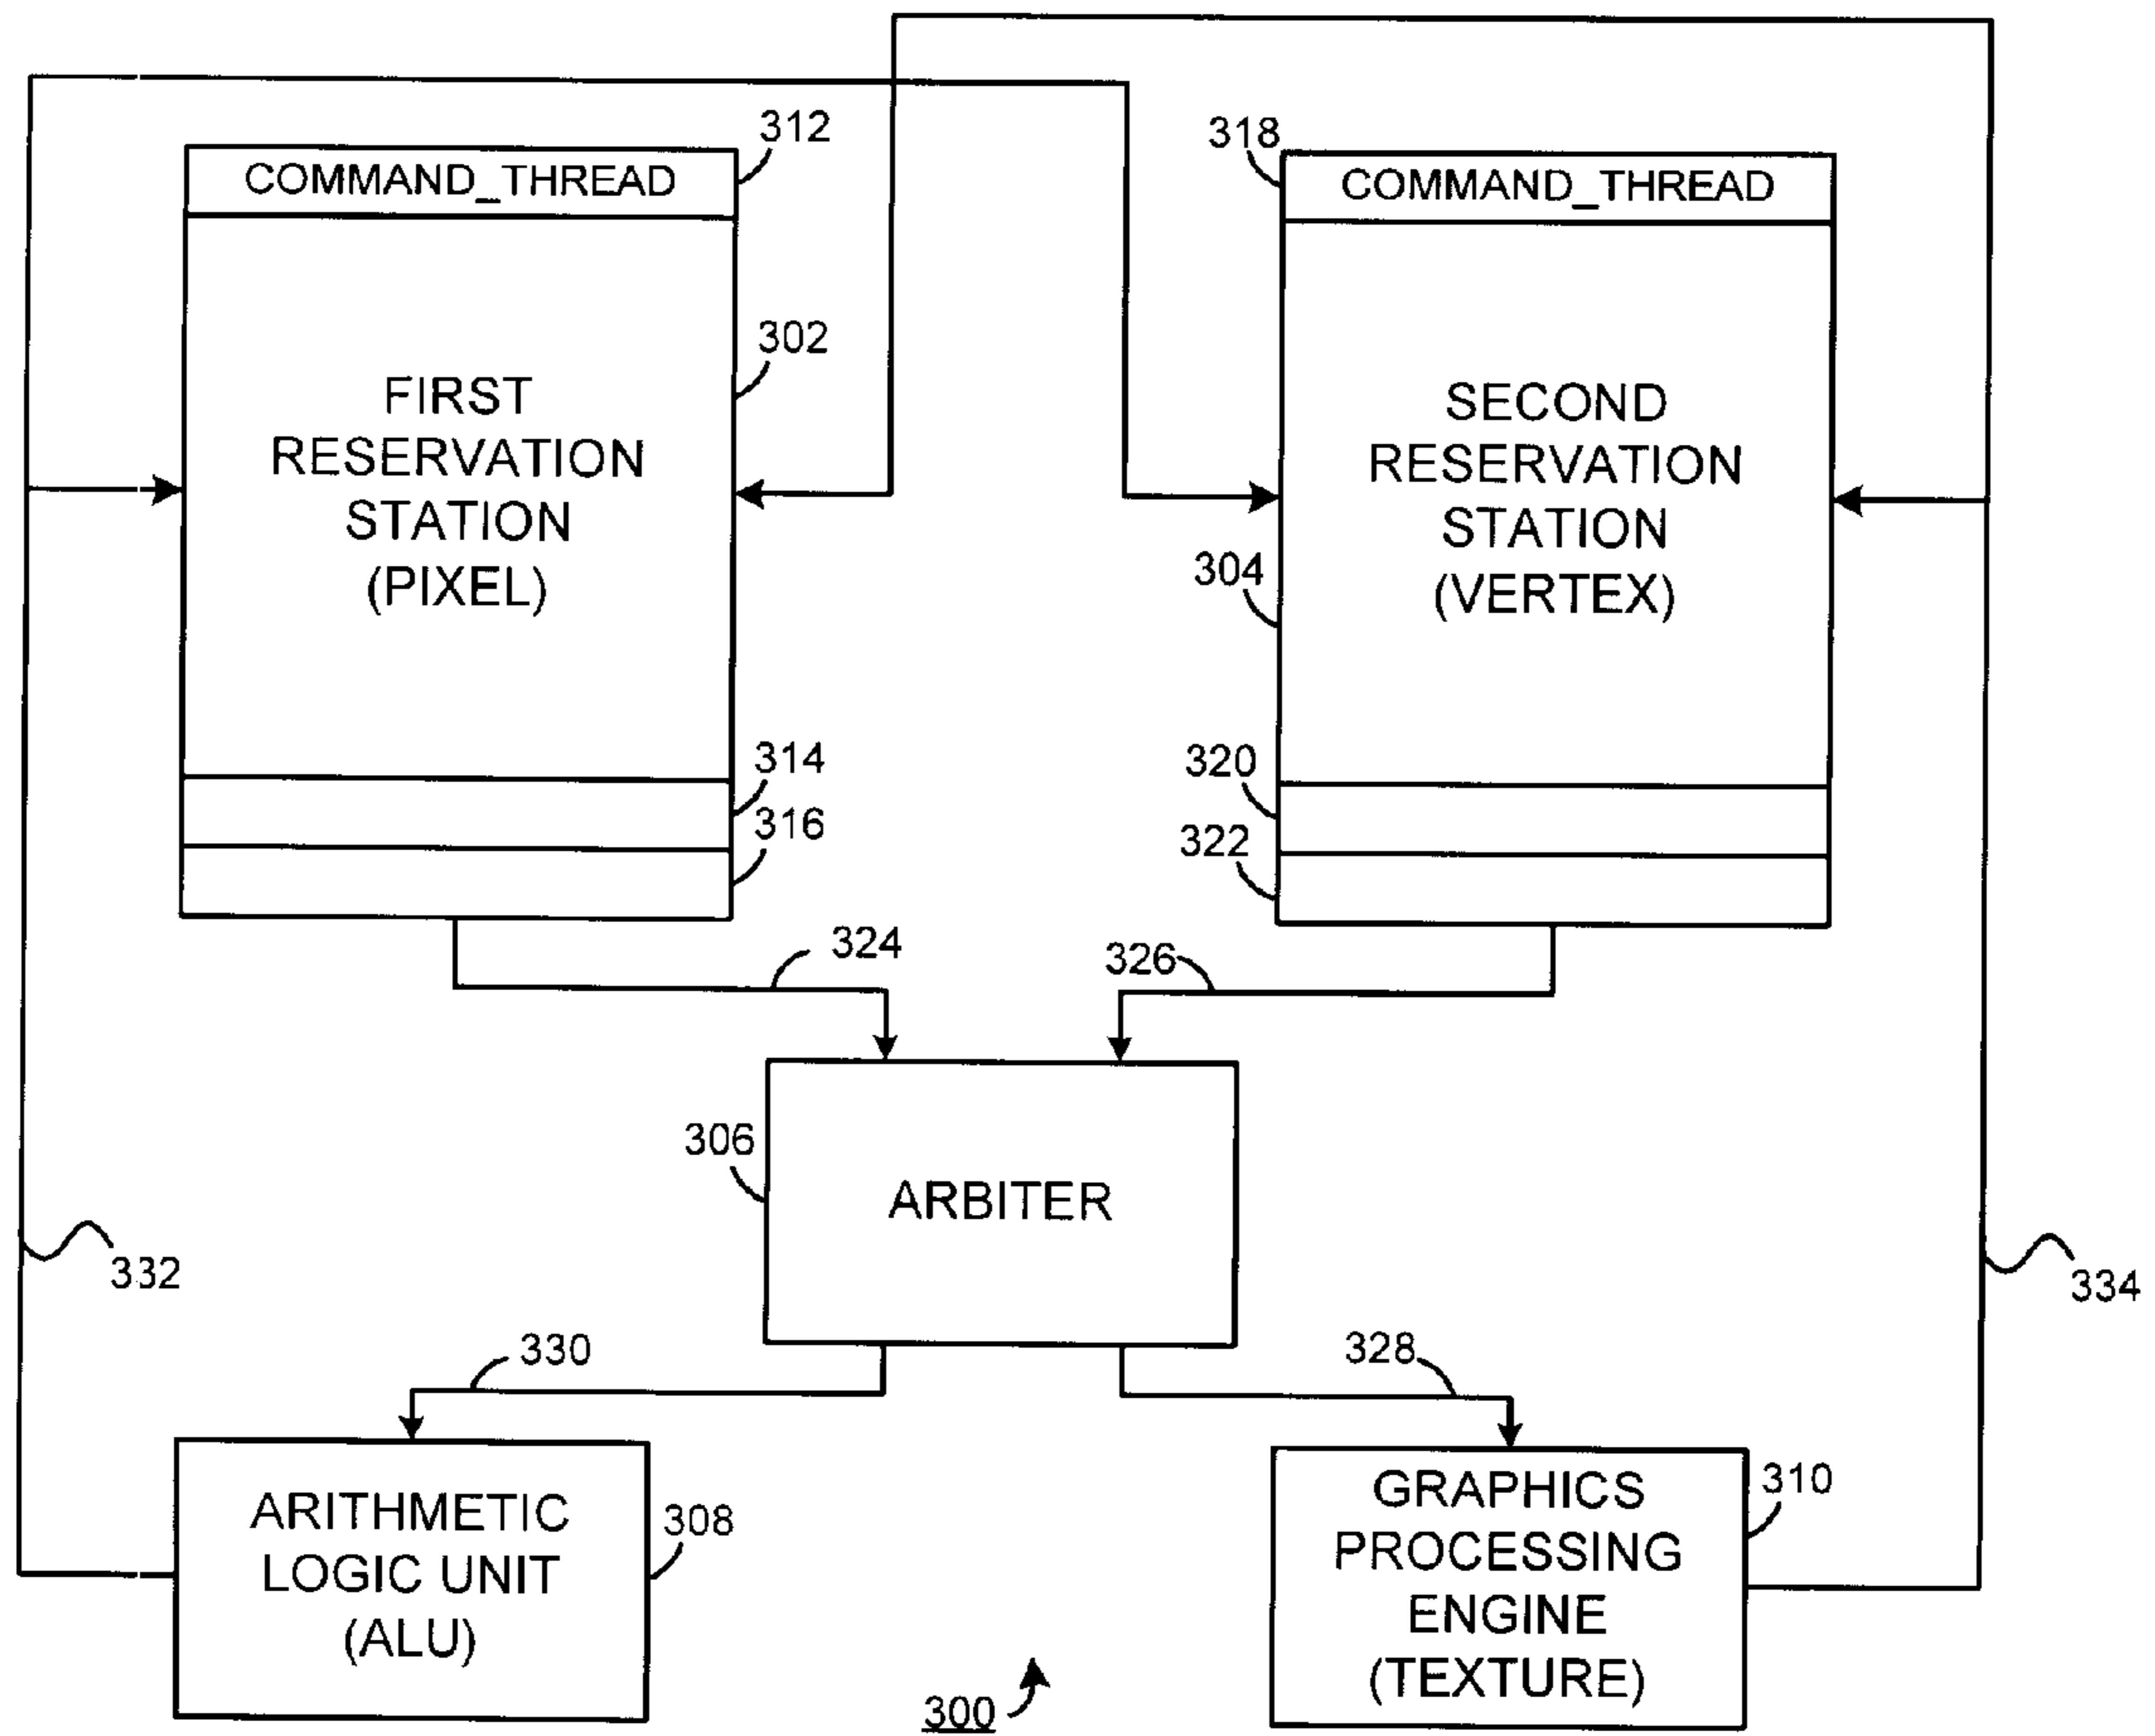 312
318
COMMAND_THREAD
COMMAND_THREAD
302
FIRST
RESERVATION
STATION
(PIXEL)
SECOND
RESERVATION
STATION
(VERTEX)
304
314
316
320
322
324
326
306
ARBITER
332
334
330
328
ARITHMETIC
LOGIC UNIT
(ALU)
308
GRAPHICS
PROCESSING
ENGINE
(TEXTURE)
310
300